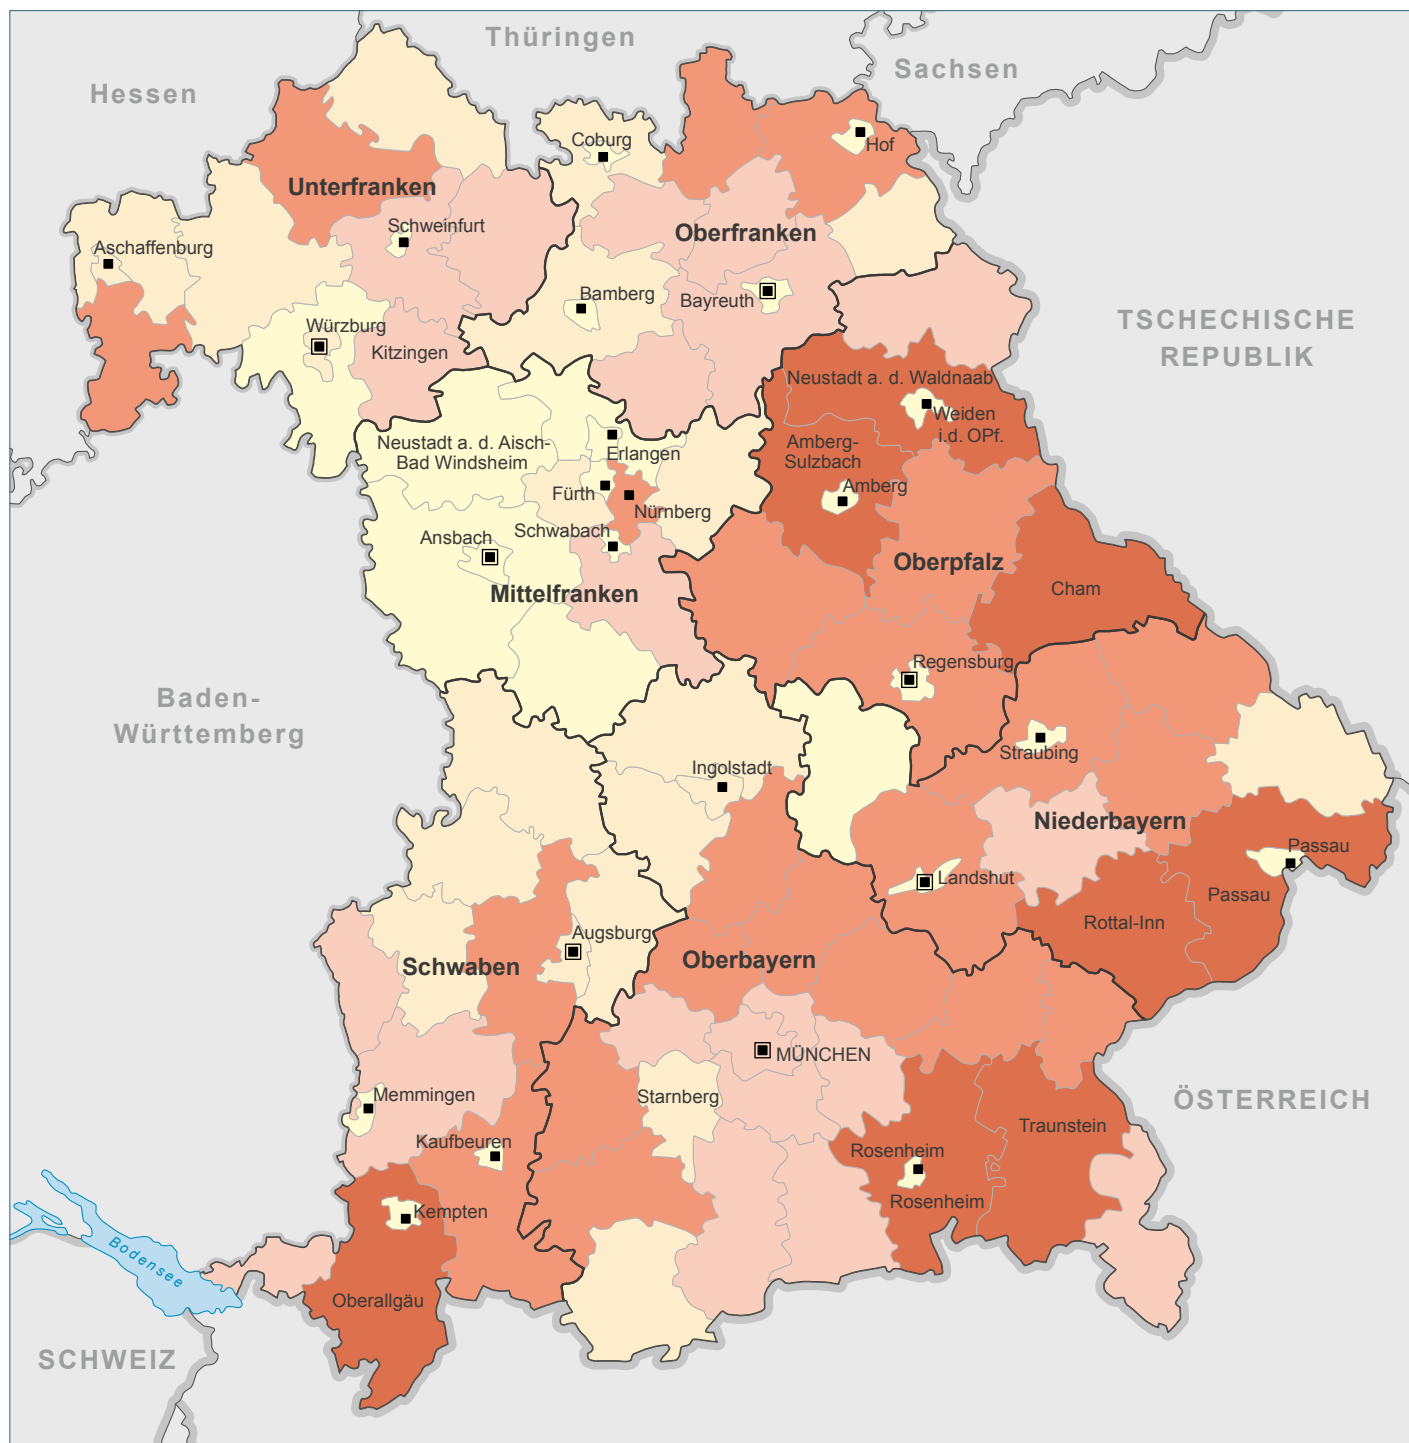 Thüringen
Sachsen
Hessen
Coburg
Hof
Unterfranken
Schweinfurt
Oberfranken
Aschaffenburg
Bamberg
Bayreuth
Würzburg
Kitzingen
TSCHECHISCHE
REPUBLIK
Neustadt a. d. Waldnaab
Weiden
i.d. OPf.
Neustadt a. d. Aisch-
Bad Windsheim
Erlangen
Amberg-
Sulzbach
Amberg
Fürth
Nürnberg
Schwabach
Ansbach
Mittelfranken
Oberpfalz
Cham
Regensburg
Baden-
Württemberg
Straubing
Ingolstadt
Niederbayern
Passau
Landshut
Passau
Rottal-Inn
Augsburg
Schwaben
Oberbayern
MÜNCHEN
Memmingen
Starnberg
ÖSTERREICH
Traunstein
Kaufbeuren
Rosenheim
Rosenheim
Kempten
Bodensee
Oberallgäu
SCHWEIZ